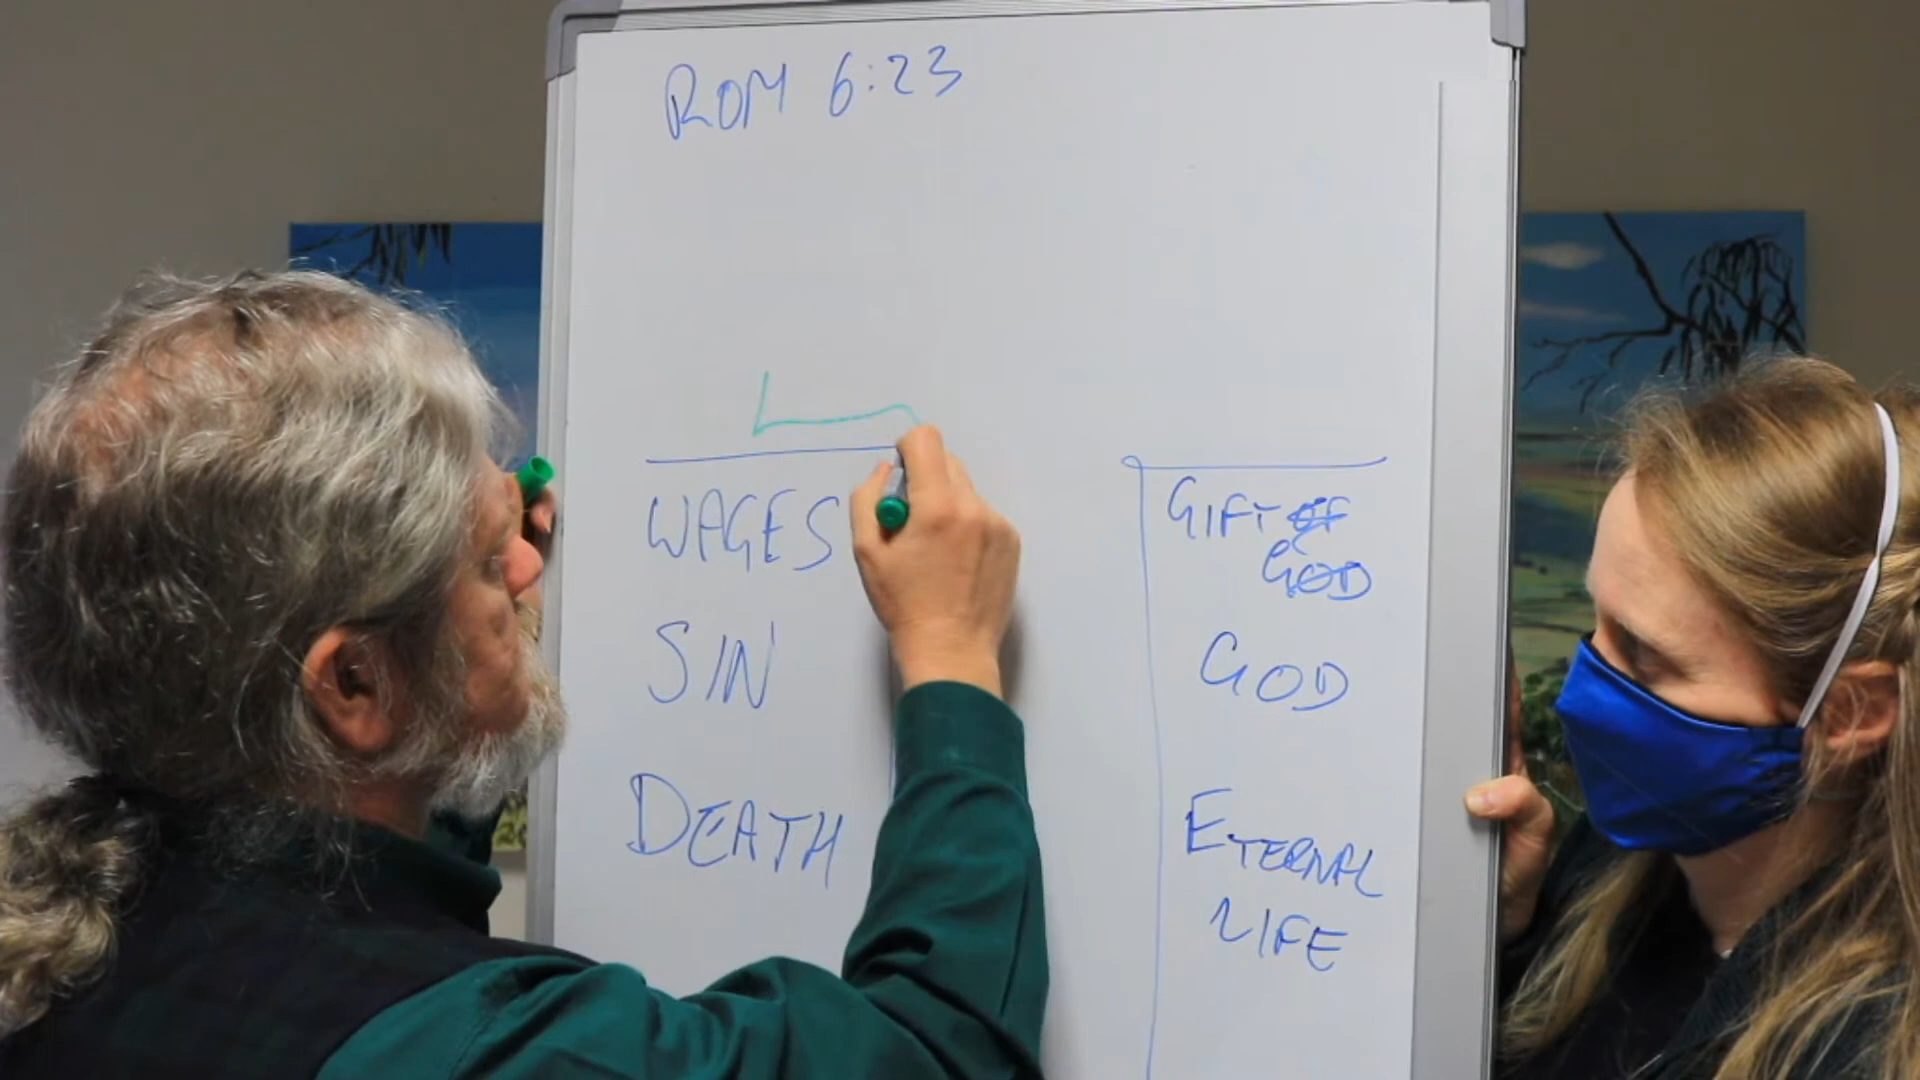 ROM 6:23
WAGES
SIN
DEATH
GIFT OF
GOD
GOD
ETERNAL
LIFE